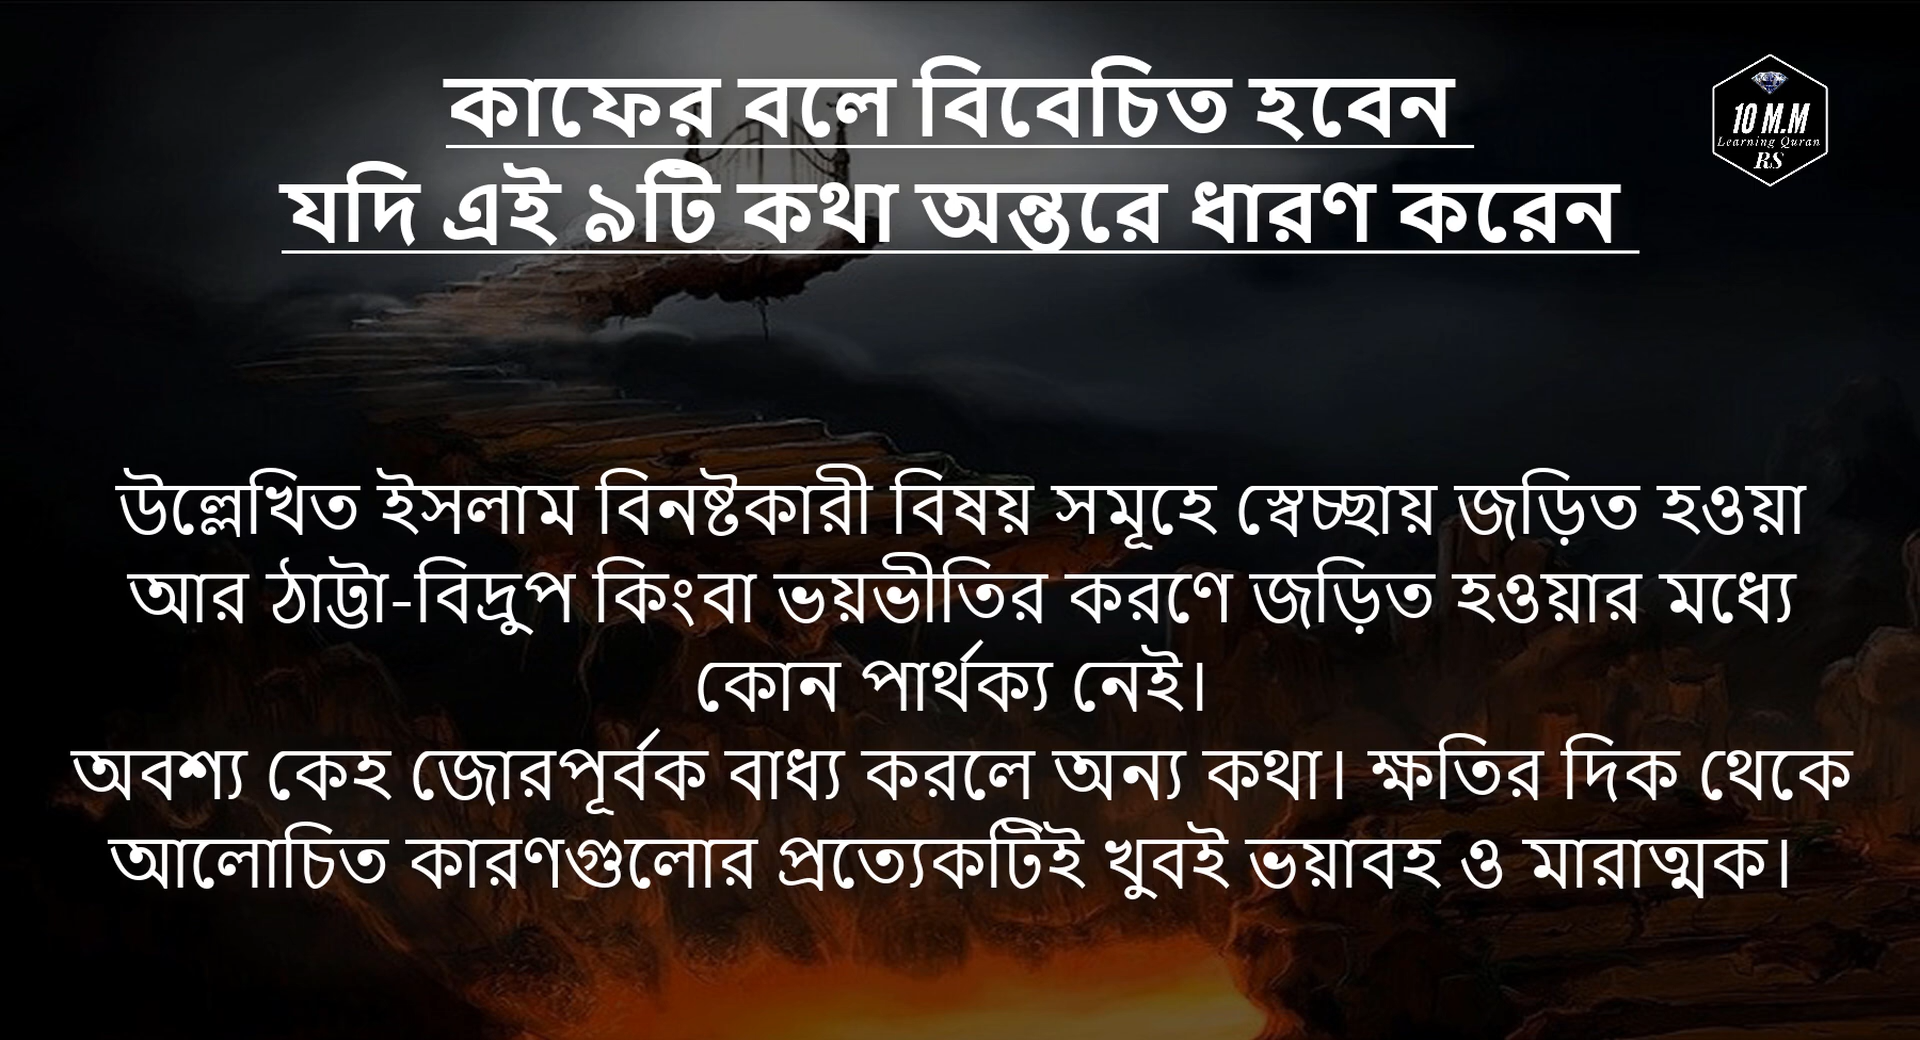 কাফের বলে বিবেচিত হবেন
যদি এই ৯টি কথা অন্তরে ধারণ করেন
10 M.M
Learning Quran
RS
উল্লেখিত ইসলাম বিনষ্টকারী বিষয় সমূহে স্বেচ্ছায় জড়িত হওয়া
আর ঠাট্টা-বিদ্রুপ কিংবা ভয়ভীতির করণে জড়িত হওয়ার মধ্যে
কোন পার্থক্য নেই।
অবশ্য কেহ জোরপূর্বক বাধ্য করলে অন্য কথা। ক্ষতির দিক থেকে
আলোচিত কারণগুলোর প্রত্যেকটিই খুবই ভয়াবহ ও মারাত্মক।